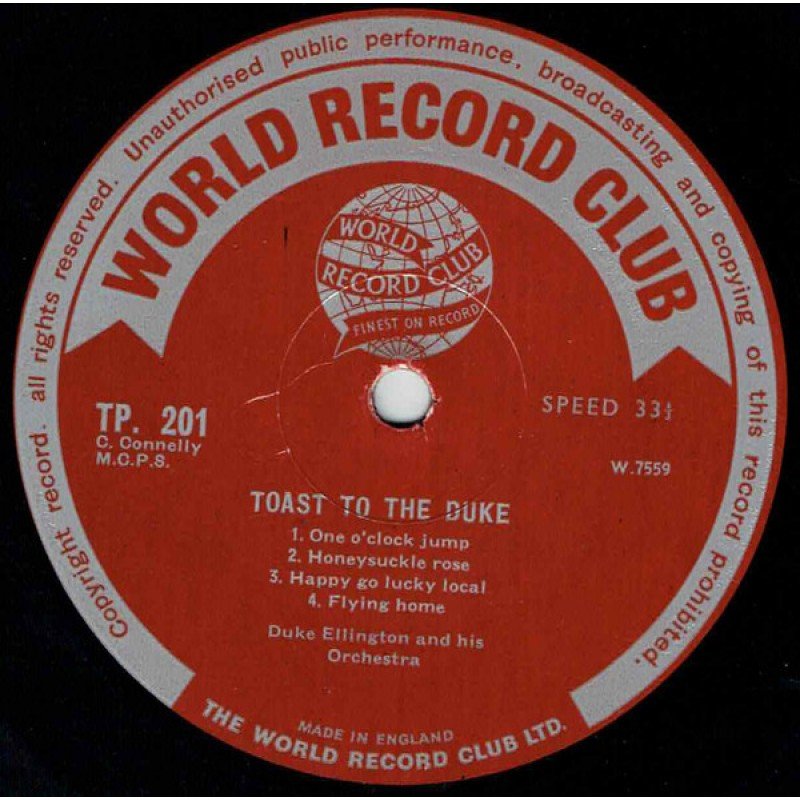 Copyright record. all rights reserved. Unauthorised public performance, broadcasting and copying of this record prohibited.
WORLD RECORD CLUB
WORLD
RECORD CLUB
FINEST ON RECORD
TP. 201
C. Connelly
M.C.P.S.
SPEED 33⅓
W.7559
TOAST TO THE DUKE
1. One o'clock jump
2. Honeysuckle rose
3. Happy go lucky local
4. Flying home
Duke Ellington and his
Orchestra
MADE IN ENGLAND
THE WORLD RECORD CLUB LTD.